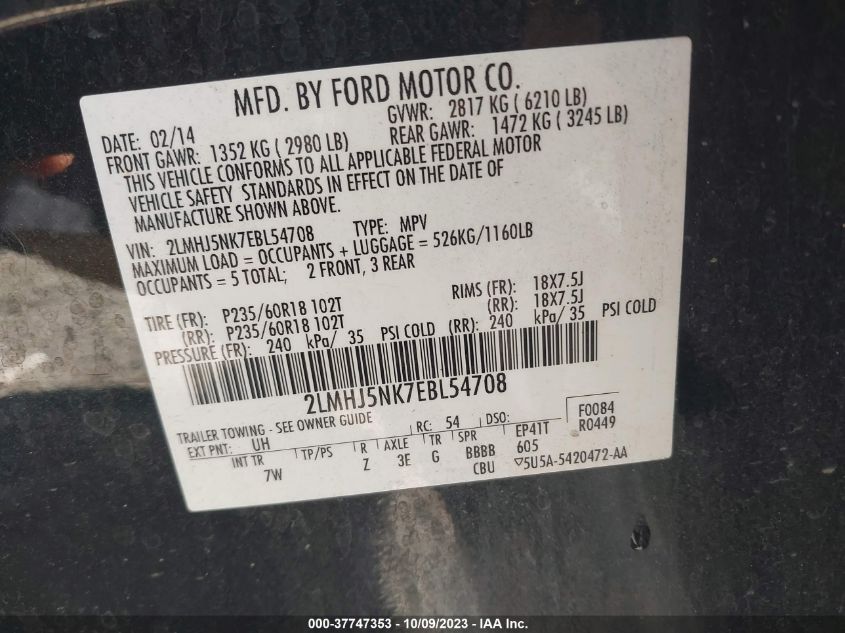 MFD. BY FORD MOTOR CO.
DATE: 02/14 GVWR: 2817 KG ( 6210 LB)
FRONT GAWR: 1352 KG ( 2980 LB) REAR GAWR: 1472 KG ( 3245 LB)
THIS VEHICLE CONFORMS TO ALL APPLICABLE FEDERAL MOTOR
VEHICLE SAFETY STANDARDS IN EFFECT ON THE DATE OF
MANUFACTURE SHOWN ABOVE.
VIN: 2LMHJ5NK7EBL54708 TYPE: MPV
MAXIMUM LOAD = OCCUPANTS + LUGGAGE = 526KG/1160LB
OCCUPANTS = 5 TOTAL; 2 FRONT, 3 REAR
TIRE (FR): P235/60R18 102T RIMS (FR): 18X7.5J
(RR): P235/60R18 102T (RR): 18X7.5J
PRESSURE (FR): 240 kPa/ 35 PSI COLD (RR): 240 kPa/ 35 PSI COLD
2LMHJ5NK7EBL54708
TRAILER TOWING - SEE OWNER GUIDE
EXT PNT: UH RC: 54 DSO: F0084
INT TR TP/PS R AXLE TR SPR EP41T R0449
7W Z 3E G BBBB 605
CBU ▽5U5A-5420472-AA
000-37747353 - 10/09/2023 - IAA Inc.